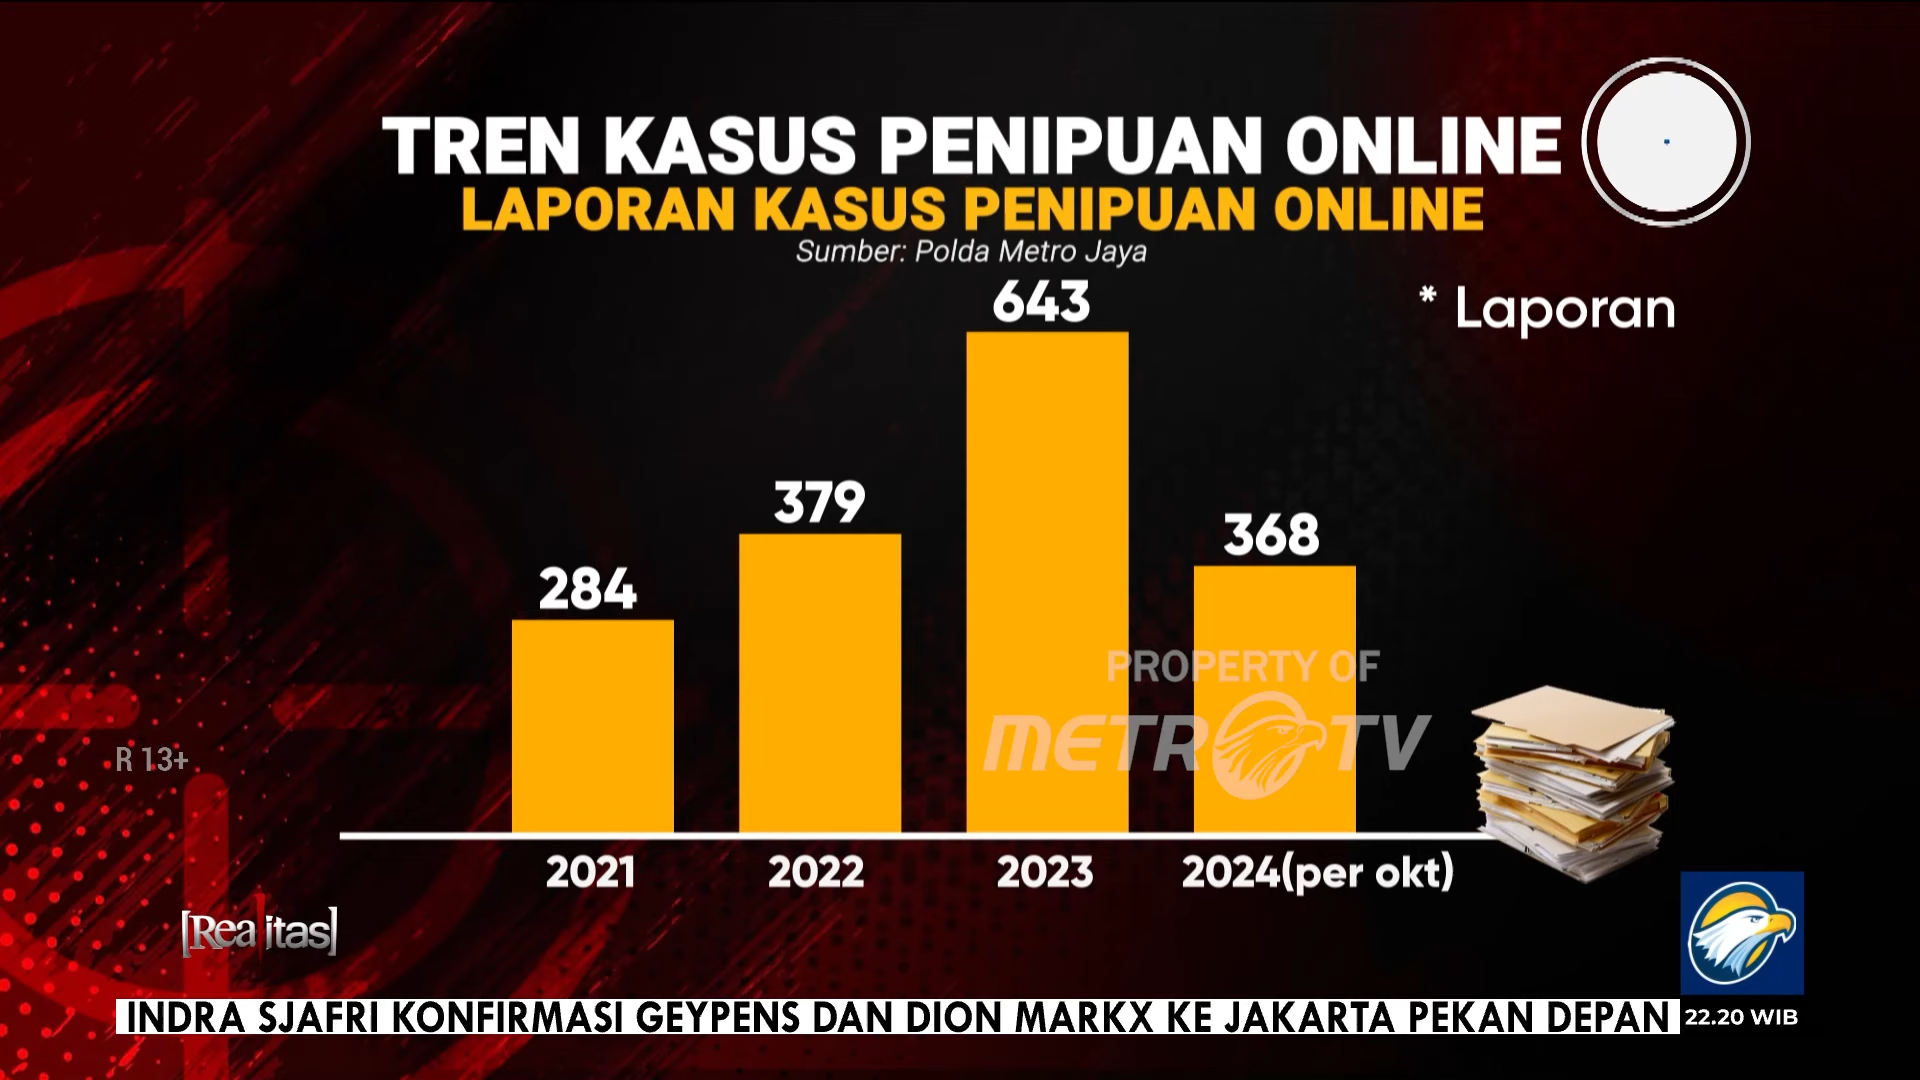 TREN KASUS PENIPUAN ONLINE
LAPORAN KASUS PENIPUAN ONLINE
Sumber: Polda Metro Jaya
* Laporan
643
379
368
284
PROPERTY OF
METRO TV
R 13+
2021 2022 2023 2024(per okt)
[Realitas]
INDRA SJAFRI KONFIRMASI GEYPENS DAN DION MARKX KE JAKARTA PEKAN DEPAN
22.20 WIB